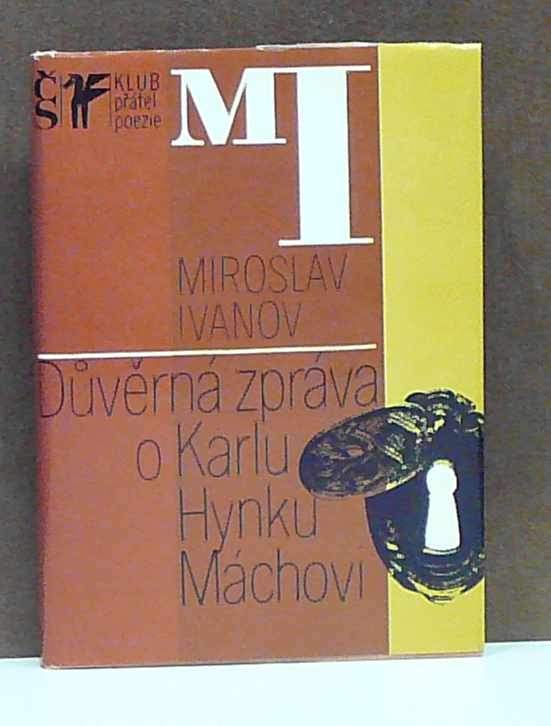 ČS
KLUB
přátel
poezie
MI
MIROSLAV
IVANOV
Důvěrná zpráva
o Karlu
Hynku
Máchovi